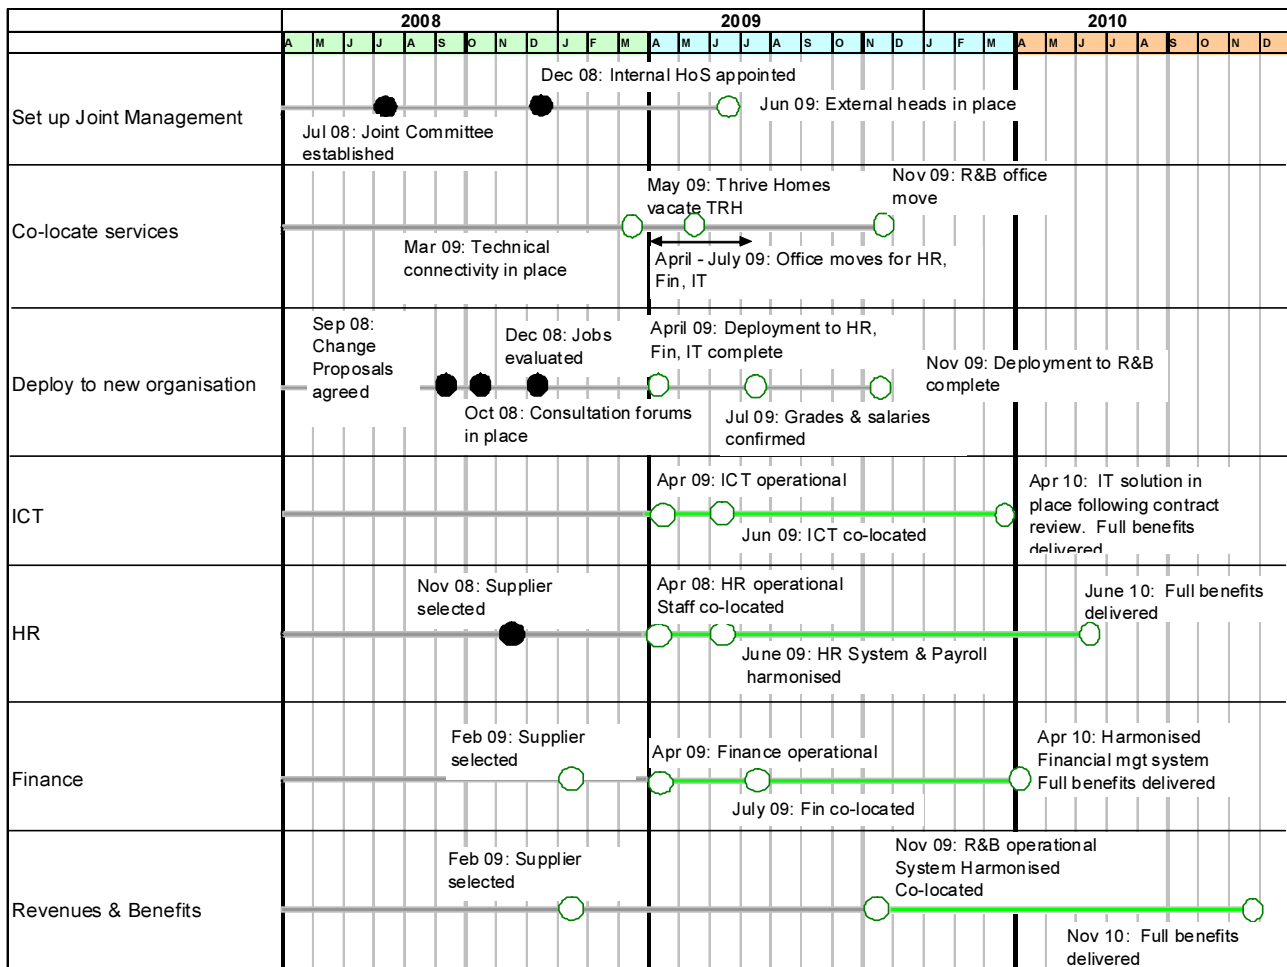 2008 2009 2010
A M J J A S O N D J F M A M J J A S O N D J F M A M J J A S O N D
Dec 08: Internal HoS appointed
Set up Joint Management
Jun 09: External heads in place
Jul 08: Joint Committee
established
Co-locate services
May 09: Thrive Homes
vacate TRH
Nov 09: R&B office
move
Mar 09: Technical
connectivity in place
April - July 09: Office moves for HR,
Fin, IT
Deploy to new organisation
Sep 08:
Change
Proposals
agreed
Dec 08: Jobs
evaluated
April 09: Deployment to HR,
Fin, IT complete
Nov 09: Deployment to R&B
complete
Oct 08: Consultation forums
in place
Jul 09: Grades & salaries
confirmed
ICT
Apr 09: ICT operational
Jun 09: ICT co-located
Apr 10: IT solution in
place following contract
review. Full benefits
delivered
HR
Nov 08: Supplier
selected
Apr 08: HR operational
Staff co-located
June 09: HR System & Payroll
harmonised
June 10: Full benefits
delivered
Finance
Feb 09: Supplier
selected
Apr 09: Finance operational
July 09: Fin co-located
Apr 10: Harmonised
Financial mgt system
Full benefits delivered
Revenues & Benefits
Feb 09: Supplier
selected
Nov 09: R&B operational
System Harmonised
Co-located
Nov 10: Full benefits
delivered